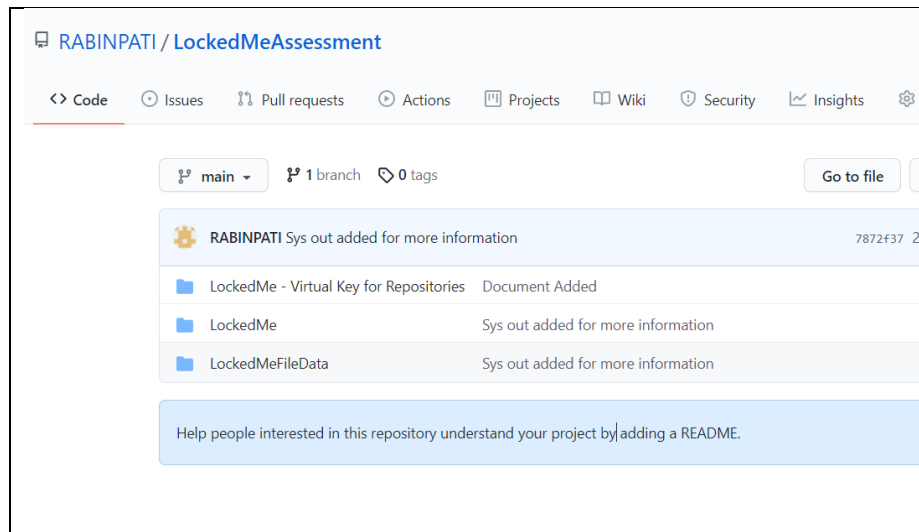 RABINPATI / LockedMeAssessment
Code Issues Pull requests Actions Projects Wiki Security Insights
main 1 branch 0 tags Go to file
RABINPATI Sys out added for more information 7872f37 2
LockedMe - Virtual Key for Repositories Document Added
LockedMe Sys out added for more information
LockedMeFileData Sys out added for more information
Help people interested in this repository understand your project by adding a README.